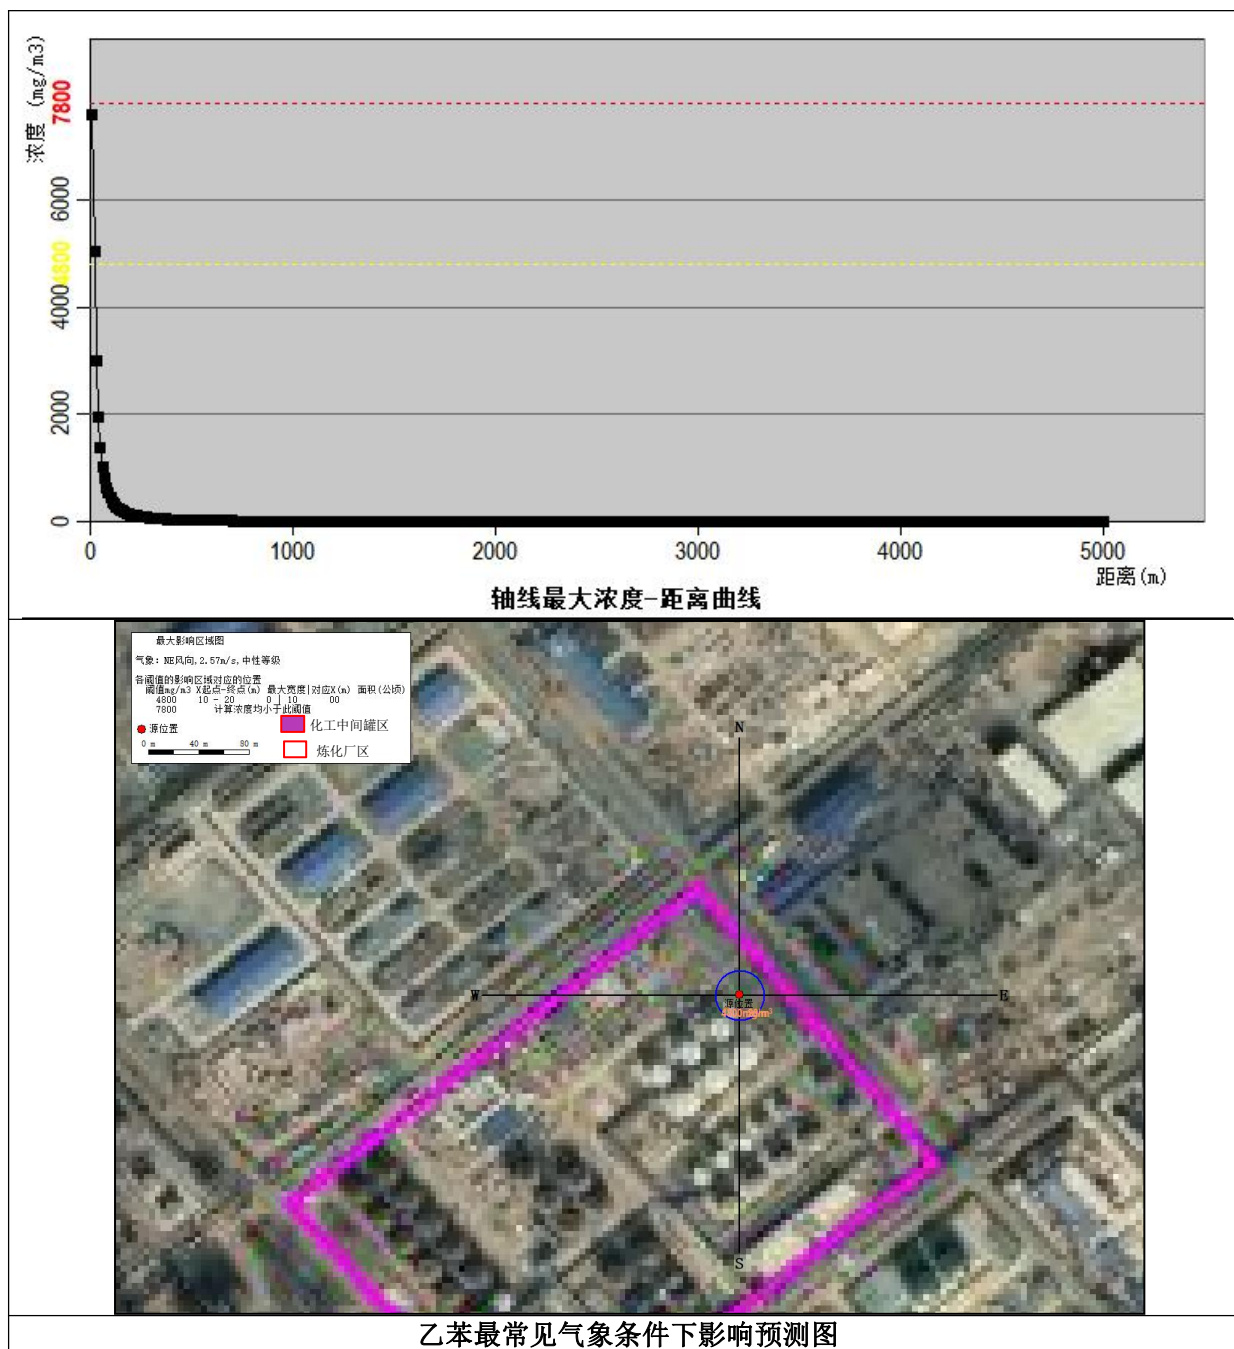 浓度 (mg/m3)
7800
6000
4800
4000
2000
0
0 1000 2000 3000 4000 5000
距离(m)
轴线最大浓度-距离曲线
最大影响区域图
气象: NE风向,2.57m/s,中性等级
各阈值的影响区域对应的位置
阈值mg/m3 X起点-终点(m) 最大宽度|对应X(m) 面积(公顷)
4800 10 - 20 0 | 10 00
7800 计算浓度均小于此阈值
源位置
化工中间罐区
0 m 40 m 80 m
炼化厂区
N
W
E
源位置
S
乙苯最常见气象条件下影响预测图